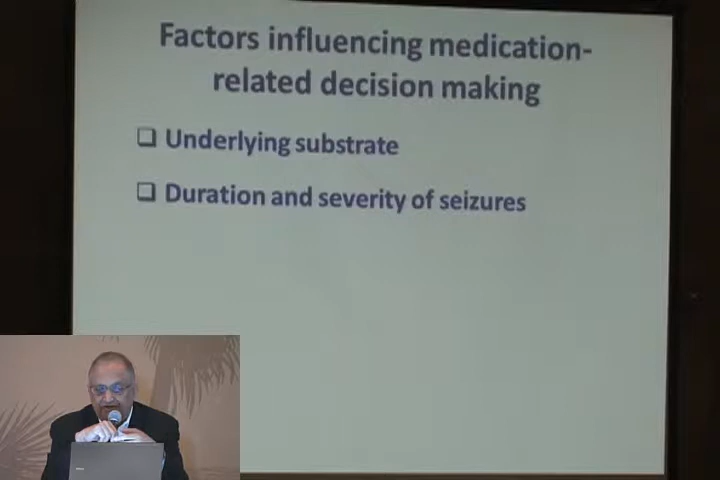 Factors influencing medication-
related decision making
❑ Underlying substrate
❑ Duration and severity of seizures